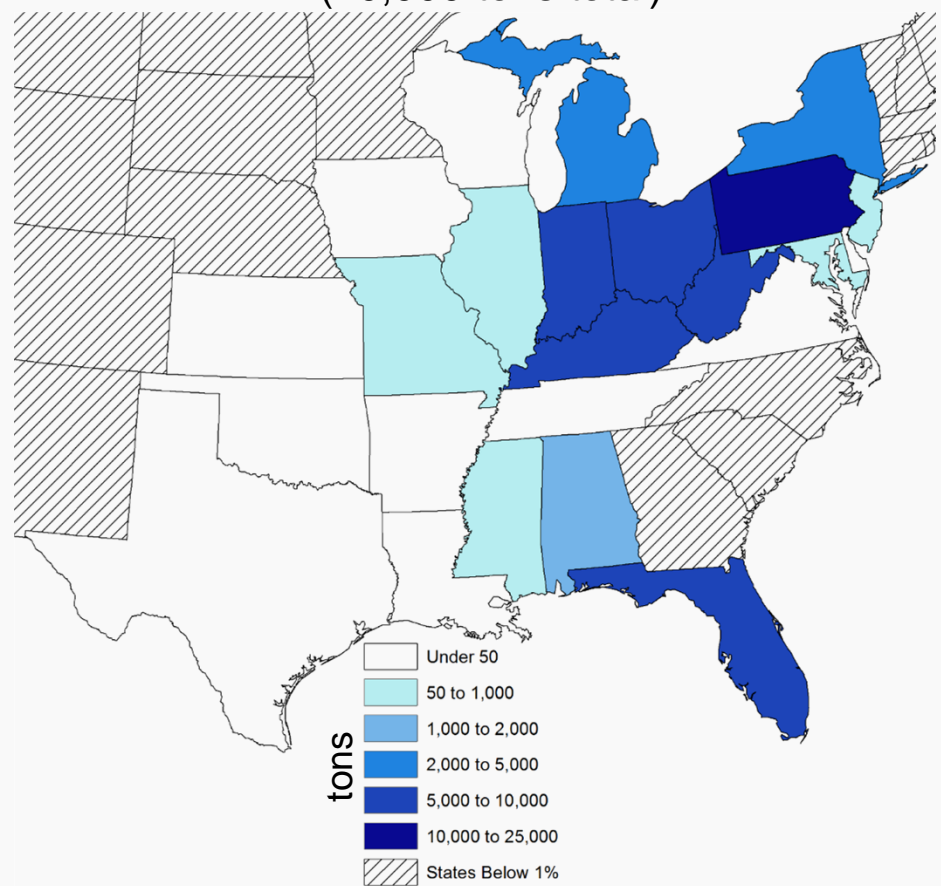 Under 50
50 to 1,000
1,000 to 2,000
2,000 to 5,000
5,000 to 10,000
10,000 to 25,000
States Below 1%
tons